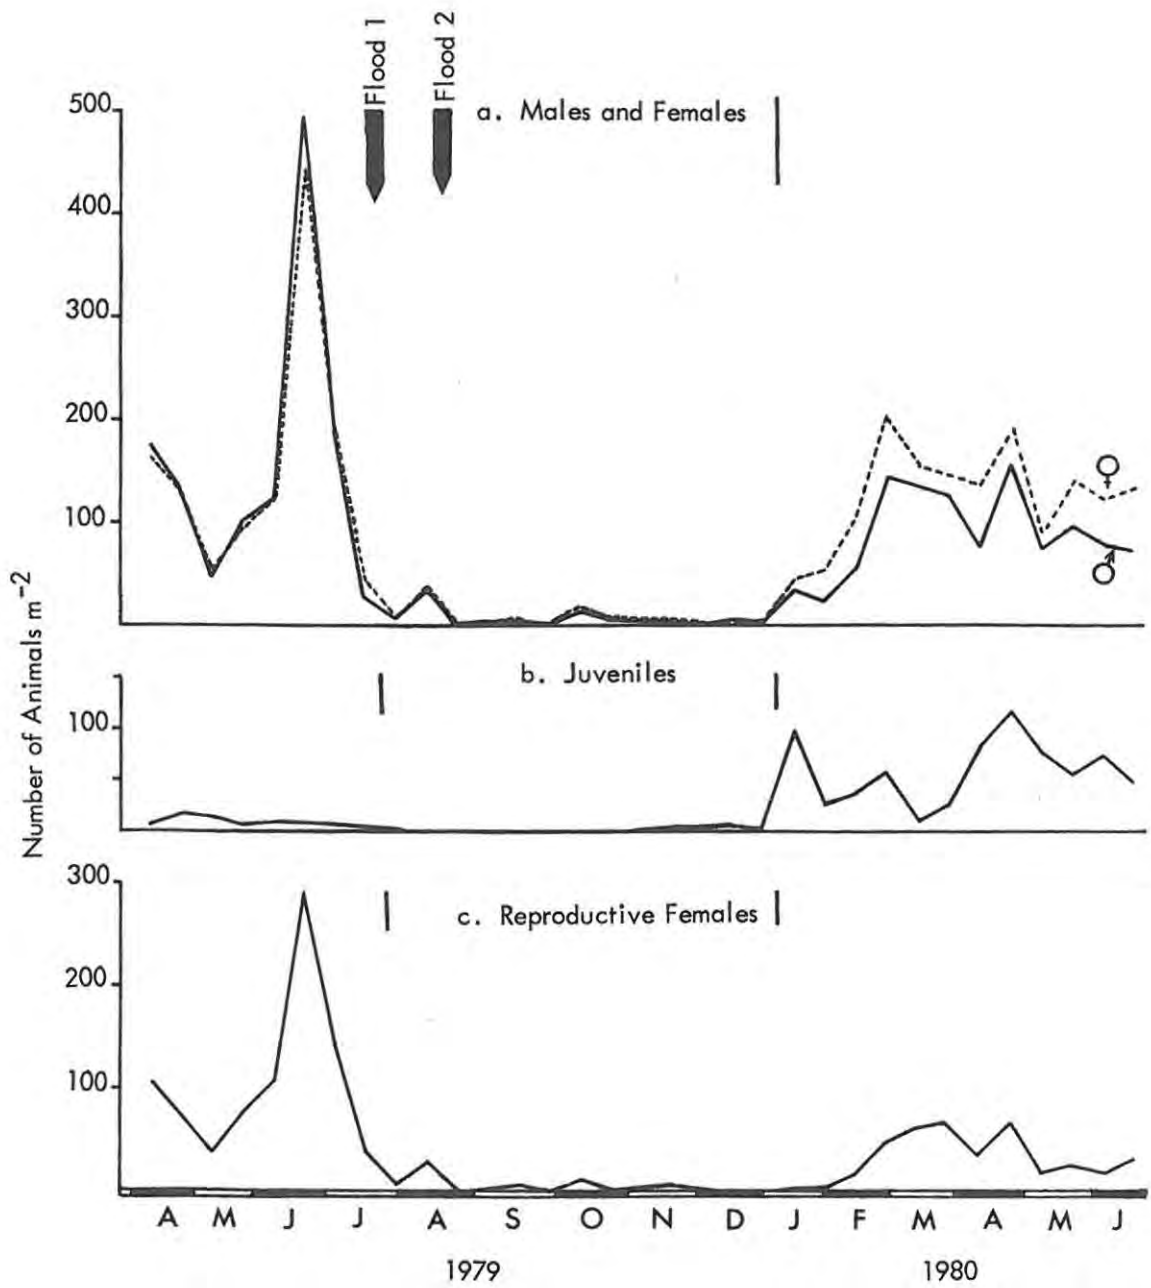 Flood 1
Flood 2
a. Males and Females
500
400
300
200
100
♀
♂
Number of Animals m⁻²
b. Juveniles
100
c. Reproductive Females
300
200
100
A M J J A S O N D J F M A M J
1979 1980